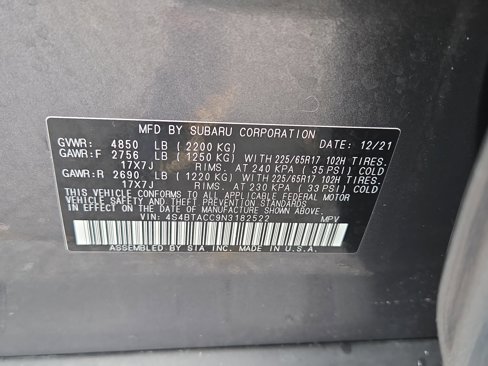 MFD BY SUBARU CORPORATION
GVWR: 4850 LB (2200 KG) DATE: 12/21
GAWR:F 2756 LB (1250 KG) WITH 225/65R17 102H TIRES.
17X7J RIMS. AT 240 KPA (35 PSI) COLD
GAWR:R 2690 LB (1220 KG) WITH 225/65R17 102H TIRES.
17X7J RIMS. AT 230 KPA (33 PSI) COLD
THIS VEHICLE CONFORMS TO ALL APPLICABLE FEDERAL MOTOR
VEHICLE SAFETY AND THEFT PREVENTION STANDARDS IN
EFFECT ON THE DATE OF MANUFACTURE SHOWN ABOVE.
VIN: 4S4BTACC9N3182522 MPV
ASSEMBLED BY SIA INC. MADE IN U.S.A.